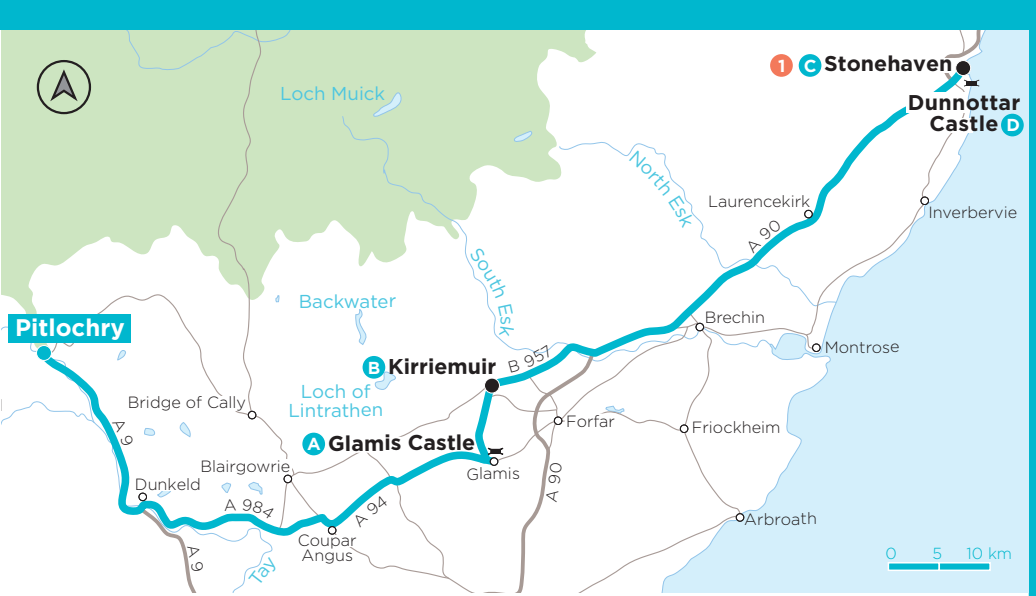 1 C Stonehaven
Dunnottar
Castle D
Loch Muick
North Esk
Laurencekirk
Inverbervie
A 90
South Esk
Backwater
Pitlochry
Brechin
Montrose
B 957
B Kirriemuir
Loch of
Lintrathen
Bridge of Cally
A 9
Forfar
Friockheim
A Glamis Castle
Glamis
Blairgowrie
Dunkeld
A 90
A 984
A 94
Arbroath
Coupar
Angus
A 9
Tay
0 5 10 km